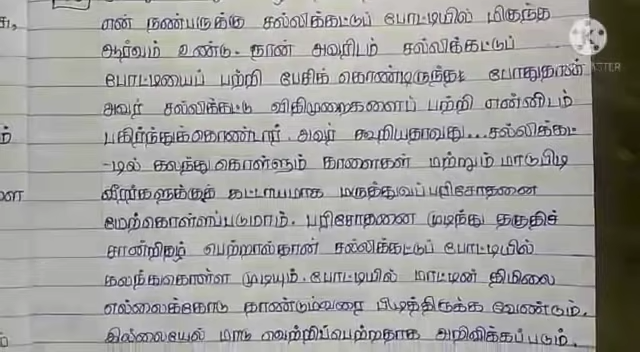 சு,
என் நண்பருக்கு சல்லிக்கட்டுப் போட்டியில் மிகுந்த
ஆர்வம் உண்டு. நான் அவரிடம் சல்லிக்கட்டுப்
போட்டியைப் பற்றி பேசிக் கொண்டிருந்த போதுதான்
அவர் சல்லிக்கட்டு விதிமுறைகளைப் பற்றி என்னிடம்
ம் பகிர்ந்துகொண்டார். அவர் கூறியதாவது... சல்லிக்கட்
-டில் கலந்து கொள்ளும் காளைகள் மற்றும் மாடுபிடி
ளை வீரர்களுக்குக் கட்டாயமாக மருத்துவப் பரிசோதனை
மேற்கொள்ளப்படுமாம். பரிசோதனை முடிந்து தகுதிச்
சான்றிதழ் பெற்றால்தான் சல்லிக்கட்டுப் போட்டியில்
கலந்துகொள்ள முடியும். போட்டியில் மாட்டின் திமிலை
எல்லைக்கோடு தாண்டும்வரை பிடித்திருக்க வேண்டும்.
இல்லையேல் மாடு வெற்றிப்பெற்றதாக அறிவிக்கப்படும்.